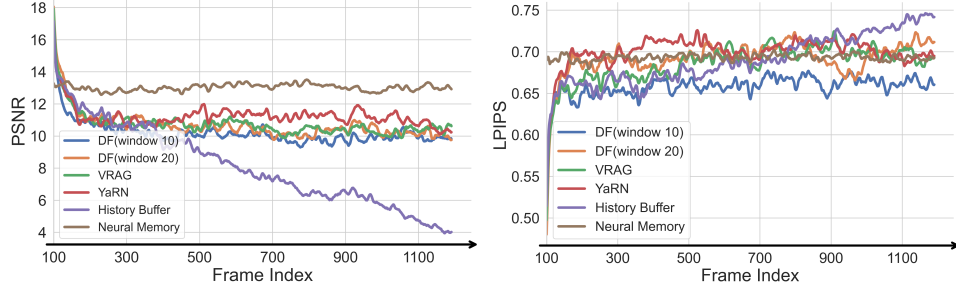 PSNR
18
16
14
12
10
8
6
4
DF(window 10)
DF(window 20)
VRAG
YaRN
History Buffer
Neural Memory
100 300 500 700 900 1100
Frame Index
LPIPS
0.75
0.70
0.65
0.60
0.55
0.50
DF(window 10)
DF(window 20)
VRAG
YaRN
History Buffer
Neural Memory
100 300 500 700 900 1100
Frame Index